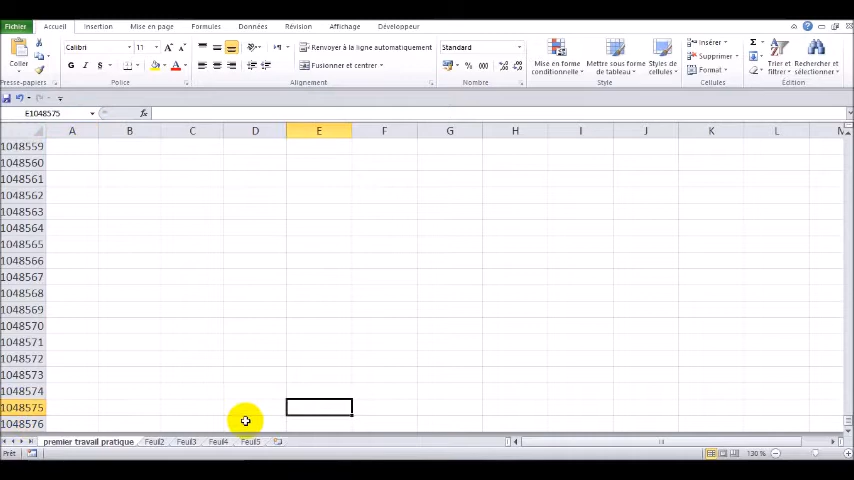 Fichier Accueil Insertion Mise en page Formules Données Révision Affichage Développeur
Coller
Calibri 11 A A
G I S
Renvoyer à la ligne automatiquement
Fusionner et centrer
Standard
% 000
Mise en forme conditionnelle
Mettre sous forme de tableau
Styles de cellules
Insérer
Supprimer
Format
Σ
Trier et filtrer
Rechercher et sélectionner
Presse-papiers Police Alignement Nombre Style Cellules Edition
E1048575 fx
A B C D E F G H I J K L M
1048559
1048560
1048561
1048562
1048563
1048564
1048565
1048566
1048567
1048568
1048569
1048570
1048571
1048572
1048573
1048574
1048575
1048576
premier travail pratique Feuil2 Feuil3 Feuil4 Feuil5
Prêt 130 %